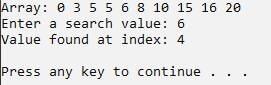 Array: 0 3 5 5 6 8 10 15 16 20
Enter a search value: 6
Value found at index: 4
Press any key to continue . . .